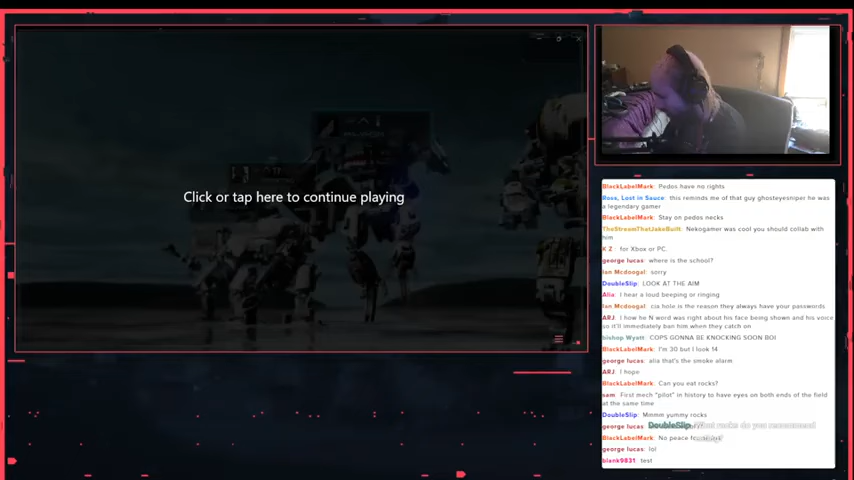 Click or tap here to continue playing
BlackLabelMark: Pedos have no rights
Ross, Lost in Sauce: this reminds me of that guy ghosteyesniper he was
a legendary gamer
BlackLabelMark: Stay on pedos necks
TheStreamThatJakeBuilt: Nekogamer was cool you should collab with
him
K Z: for Xbox or PC.
george lucas: where is the school?
Ian Mcdoogal: sorry
DoubleSlip: LOOK AT THE AIM
Alia: I hear a loud beeping or ringing
Ian Mcdoogal: cia hole is the reason they always have your passwords
ARJ: I how he N word was right about his face being shown and his voice
so it'll immediately ban him when they catch on
bishop Wyatt: COPS GONNA BE KNOCKING SOON BOI
BlackLabelMark: I'm 30 but I look 14
george lucas: alia that's the smoke alarm
ARJ: I hope
BlackLabelMark: Can you eat rocks?
sam: First mech "pilot" in history to have eyes on both ends of the field
at the same time
DoubleSlip: Mmmm yummy rocks
george lucas: DoubleSlip: rocks do you recommend
BlackLabelMark: No peace
george lucas: lol
blank9831: test